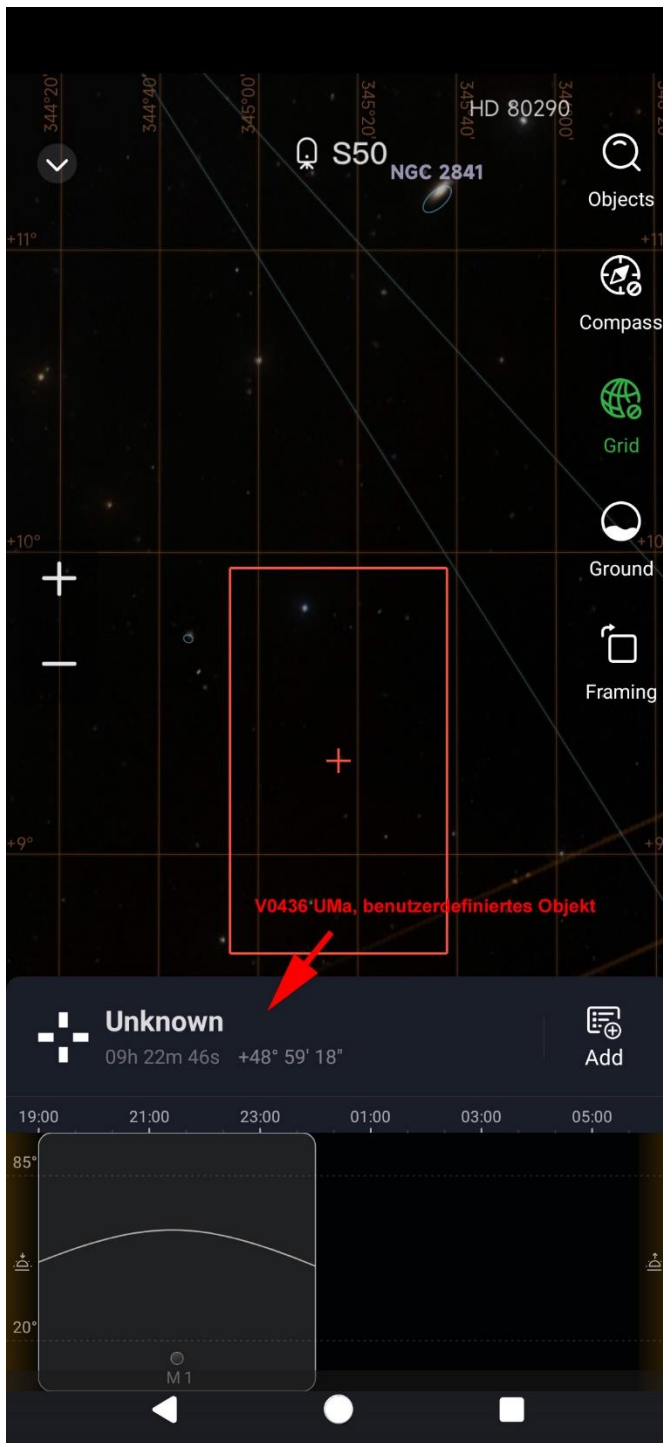 344°20'
344°40'
345°00'
345°20'
345°40'
HD 80290
S50
NGC 2841
Objects
+11°
Compass
Grid
+10°
Ground
Framing
+9°
V0436 UMa, benutzerdefiniertes Objekt
Unknown
09h 22m 46s +48° 59' 18"
Add
19:00 21:00 23:00 01:00 03:00 05:00
85°
20°
M 1